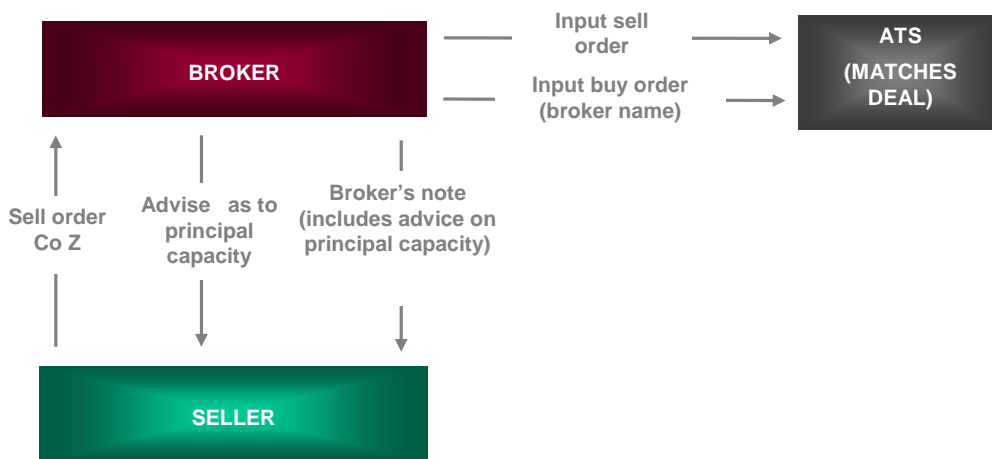 Input sell
order
ATS
(MATCHES
DEAL)
BROKER
Input buy order
(broker name)
Sell order
Co Z
Advise as to
principal
capacity
Broker’s note
(includes advice on
principal capacity)
SELLER